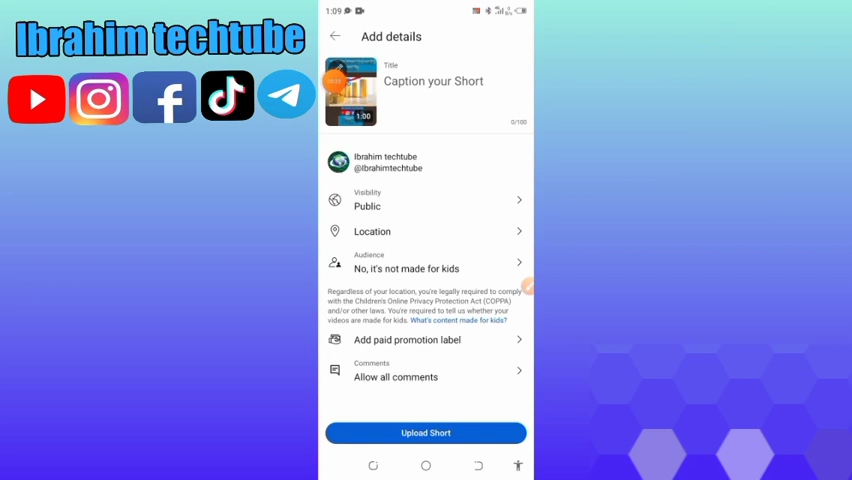 Ibrahim techtube
1:09
Add details
Title
Caption your Short
1:00
0/100
Ibrahim techtube
@Ibrahimtechtube
Visibility
Public
Location
Audience
No, it's not made for kids
Regardless of your location, you're legally required to comply
with the Children's Online Privacy Protection Act (COPPA)
and/or other laws. You're required to tell us whether your
videos are made for kids. What's content made for kids?
Add paid promotion label
Comments
Allow all comments
Upload Short